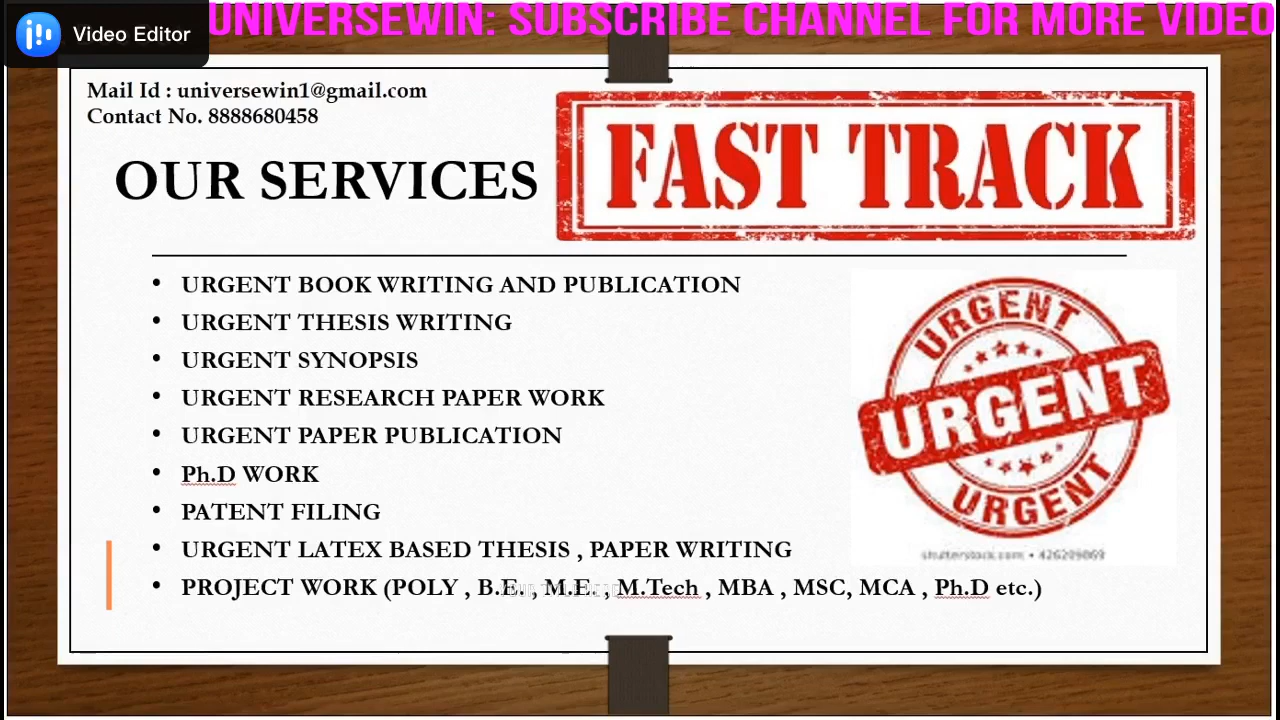 UNIVERSEWIN: SUBSCRIBE CHANNEL FOR MORE VIDEO
Video Editor
Mail Id : universewin1@gmail.com
Contact No. 8888680458
FAST TRACK
OUR SERVICES
• URGENT BOOK WRITING AND PUBLICATION
• URGENT THESIS WRITING
• URGENT SYNOPSIS
• URGENT RESEARCH PAPER WORK
• URGENT PAPER PUBLICATION
• Ph.D WORK
• PATENT FILING
• URGENT LATEX BASED THESIS , PAPER WRITING
• PROJECT WORK (POLY , B.E. , M.E. , M.Tech , MBA , MSC, MCA , Ph.D etc.)
URGENT
URGENT
URGENT
shutterstock.com • 426209869